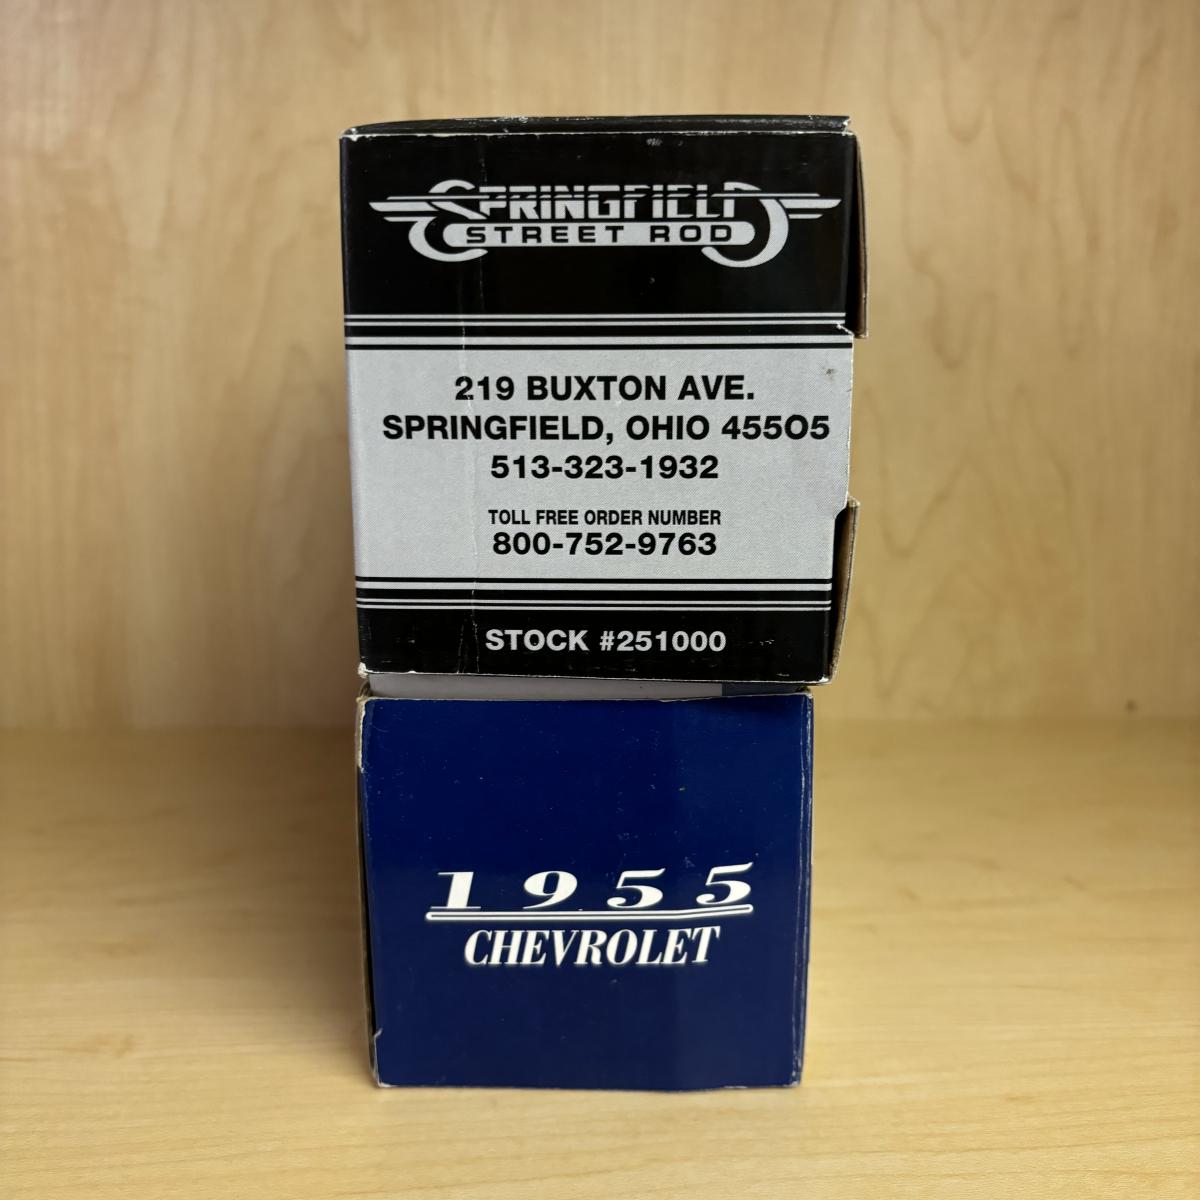 SPRINGFIELD
STREET ROD
219 BUXTON AVE.
SPRINGFIELD, OHIO 45505
513-323-1932
TOLL FREE ORDER NUMBER
800-752-9763
STOCK #251000
1955
CHEVROLET